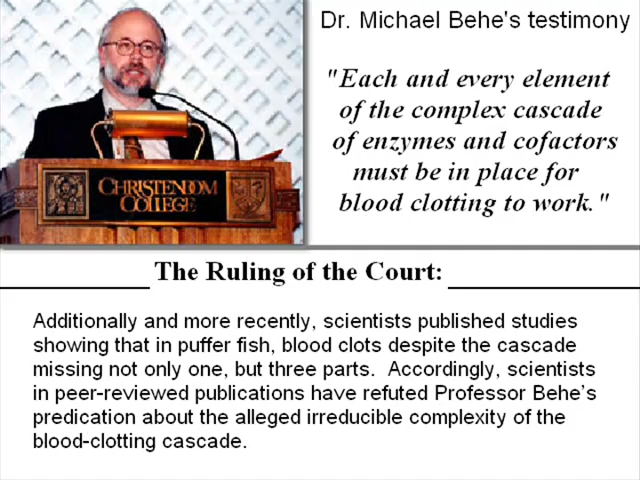 Dr. Michael Behe's testimony
"Each and every element
of the complex cascade
of enzymes and cofactors
must be in place for
blood clotting to work."
CHRISTENDOM
COLLEGE
The Ruling of the Court:
Additionally and more recently, scientists published studies
showing that in puffer fish, blood clots despite the cascade
missing not only one, but three parts. Accordingly, scientists
in peer-reviewed publications have refuted Professor Behe's
predication about the alleged irreducible complexity of the
blood-clotting cascade.